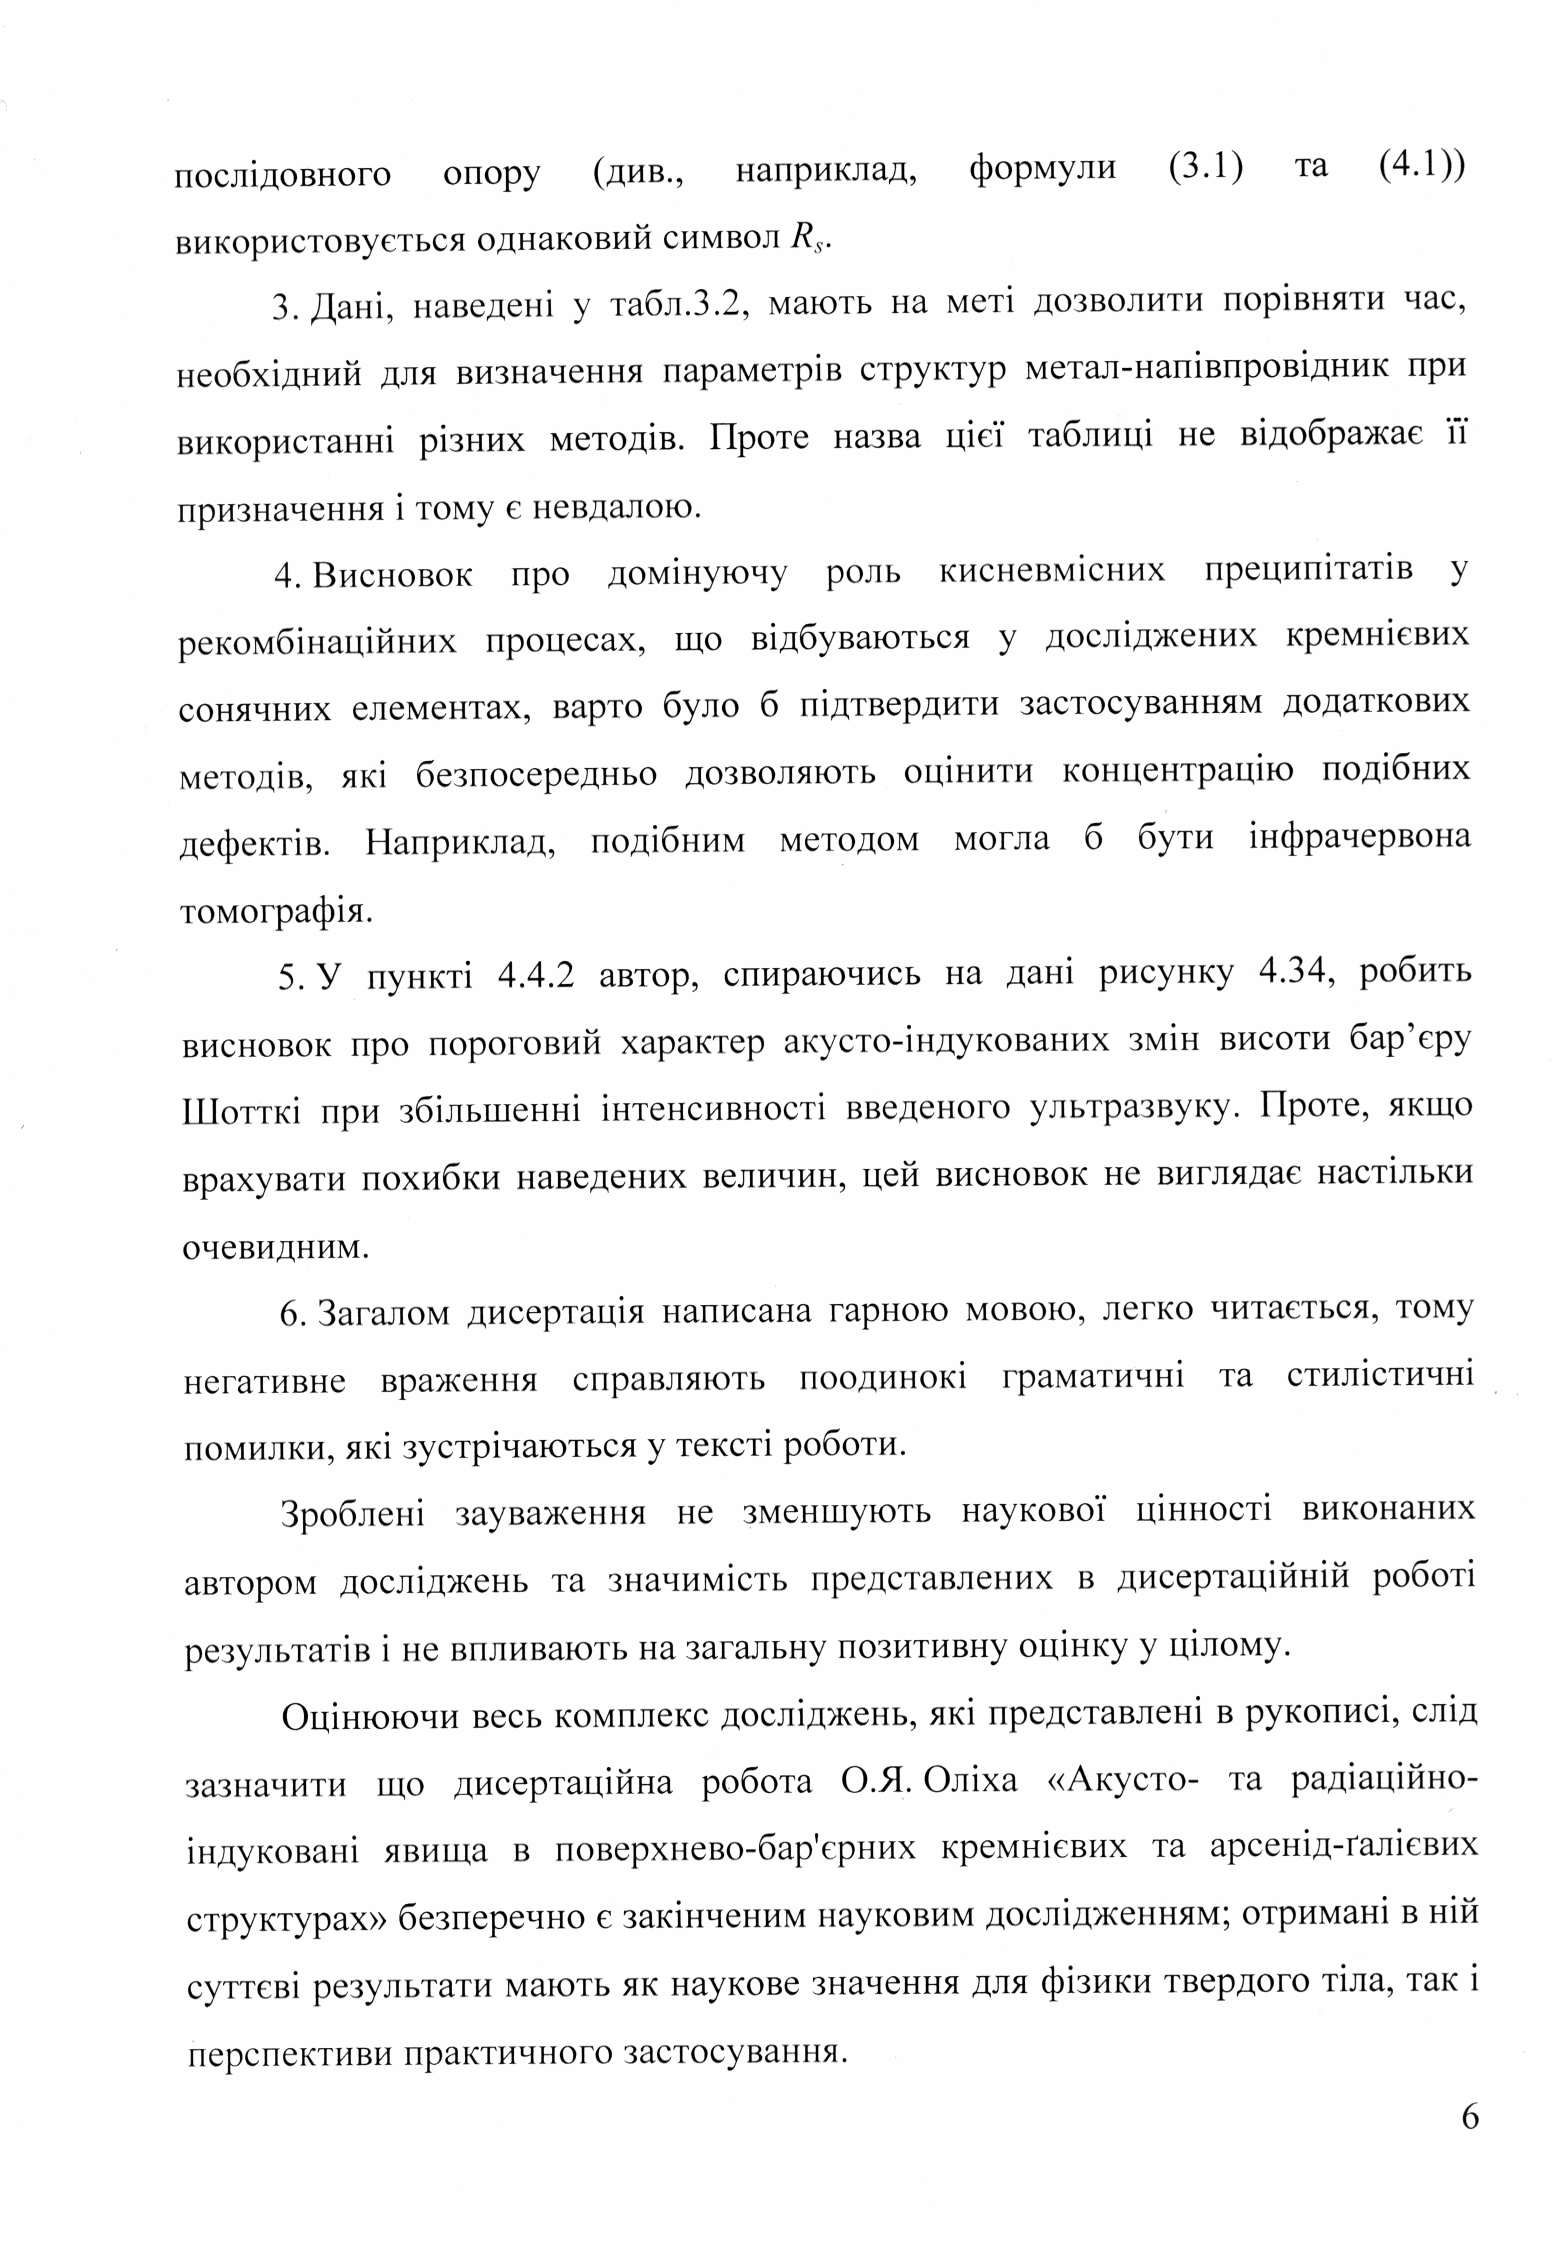 послідовного опору (див., наприклад, формули (3.1) та (4.1))
використовується однаковий символ Rs.
3. Дані, наведені у табл.3.2, мають на меті дозволити порівняти час,
необхідний для визначення параметрів структур метал-напівпровідник при
використанні різних методів. Проте назва цієї таблиці не відображає її
призначення і тому є невдалою.
4. Висновок про домінуючу роль кисневмісних преципітатів у
рекомбінаційних процесах, що відбуваються у досліджених кремнієвих
сонячних елементах, варто було б підтвердити застосуванням додаткових
методів, які безпосередньо дозволяють оцінити концентрацію подібних
дефектів. Наприклад, подібним методом могла б бути інфрачервона
томографія.
5. У пункті 4.4.2 автор, спираючись на дані рисунку 4.34, робить
висновок про пороговий характер акусто-індукованих змін висоти бар’єру
Шотткі при збільшенні інтенсивності введеного ультразвуку. Проте, якщо
врахувати похибки наведених величин, цей висновок не виглядає настільки
очевидним.
6. Загалом дисертація написана гарною мовою, легко читається, тому
негативне враження справляють поодинокі граматичні та стилістичні
помилки, які зустрічаються у тексті роботи.
Зроблені зауваження не зменшують наукової цінності виконаних
автором досліджень та значимість представлених в дисертаційній роботі
результатів і не впливають на загальну позитивну оцінку у цілому.
Оцінюючи весь комплекс досліджень, які представлені в рукописі, слід
зазначити що дисертаційна робота О.Я. Оліха «Акусто- та радіаційно-
індуковані явища в поверхнево-бар'єрних кремнієвих та арсенід-ґалієвих
структурах» безперечно є закінченим науковим дослідженням; отримані в ній
суттєві результати мають як наукове значення для фізики твердого тіла, так і
перспективи практичного застосування.
6